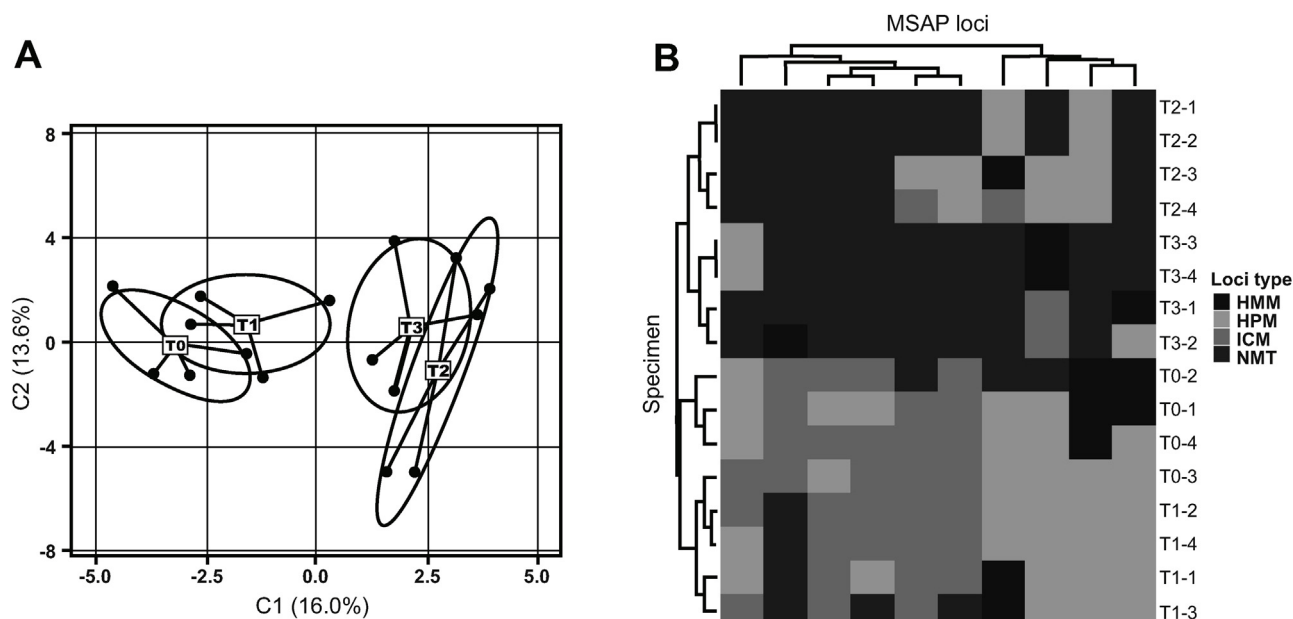 A
8
4
0
-4
-8
C2 (13.6%)
T0
T1
T3
T2
-5.0
-2.5
0.0
2.5
5.0
C1 (16.0%)
B
MSAP loci
Specimen
T2-1
T2-2
T2-3
T2-4
T3-3
T3-4
T3-1
T3-2
T0-2
T0-1
T0-4
T0-3
T1-2
T1-4
T1-1
T1-3
Loci type
HMM
HPM
ICM
NMT